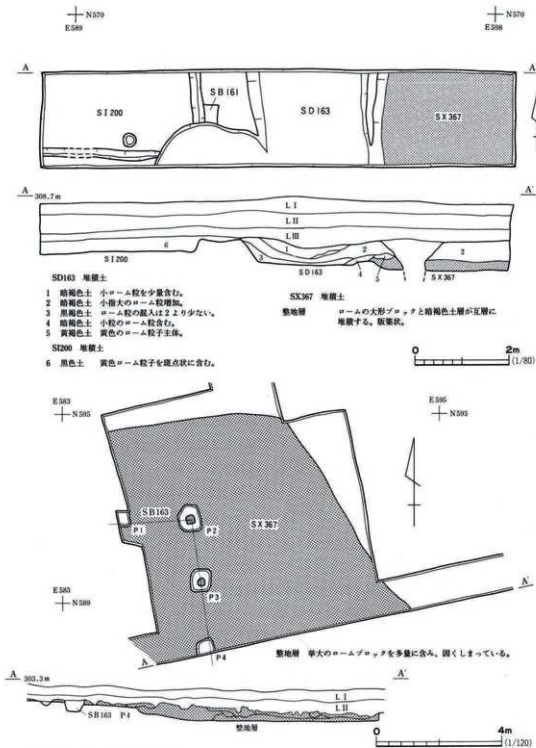 N570
E589
N570
E598
A
A
SI200
SB161
SD163
SX367
A 308.7m
A'
LI
LII
LIII
SI200
6
1
2
3
SD163
4
5
2
SX367
SD163 堆積土
1 暗褐色土 小ローム粒を少量含む。
2 暗褐色土 小指大のローム粒増加。
3 黒褐色土 ローム粒の混入は2より少ない。
4 暗褐色土 小粒のローム粒含む。
5 黄褐色土 黄色のローム粒子主体。
SI200 堆積土
6 黒色土 黄色ローム粒子を斑点状に含む。
SX367 堆積土
整地層 ロームの大形ブロックと暗褐色土層が互層に
堆積する。版築状。
0 2m
(1/80)
E583
N595
E595
N595
SB163
P1
P2
SX367
P3
E583
N589
A'
A
P4
整地層 拳大のロームブロックを多量に含み、固くしまっている。
A 303.3m
A'
LI
LII
SB163 P4
整地層
0 4m
(1/120)